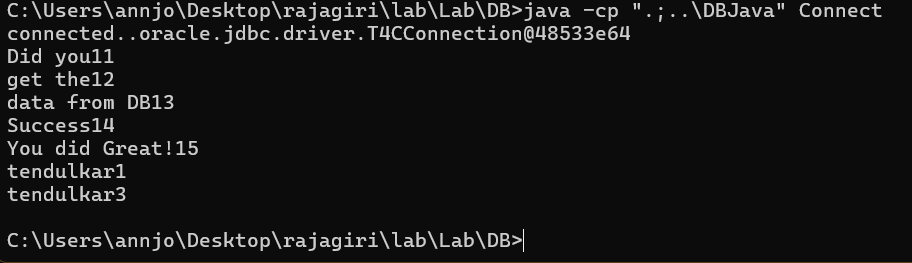 C:\Users\annjo\Desktop\rajagiri\lab\Lab\DB>java -cp ".;..\DBJava" Connect
connected..oracle.jdbc.driver.T4CConnection@48533e64
Did you11
get the12
data from DB13
Success14
You did Great!15
tendulkar1
tendulkar3
C:\Users\annjo\Desktop\rajagiri\lab\Lab\DB>